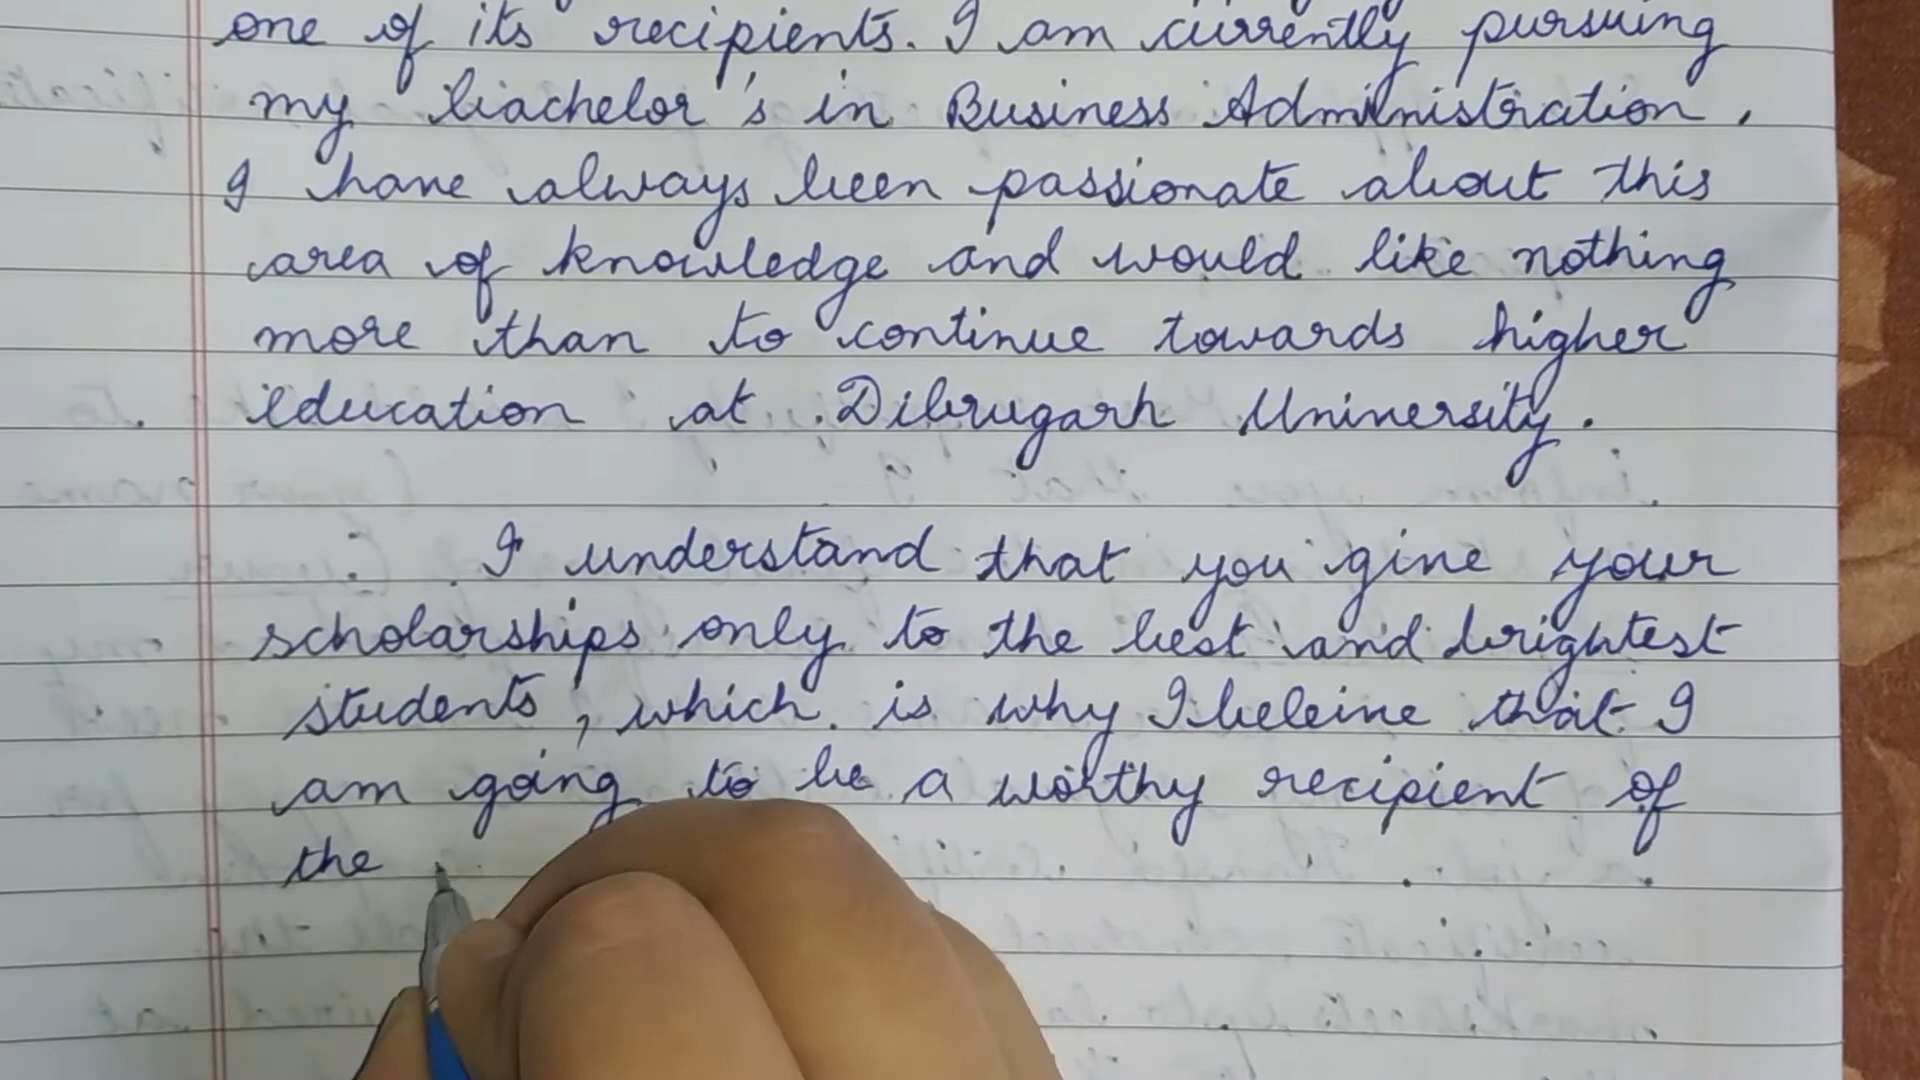 one of its recipients. I am currently pursuing
my bachelor's in Business Administration.
I have always been passionate about this
area of knowledge and would like nothing
more than to continue towards higher
education at Dibrugarh University.
I understand that you give your
scholarships only to the best and brightest
students, which is why I beleive that I
am going to be a worthy recipient of
the